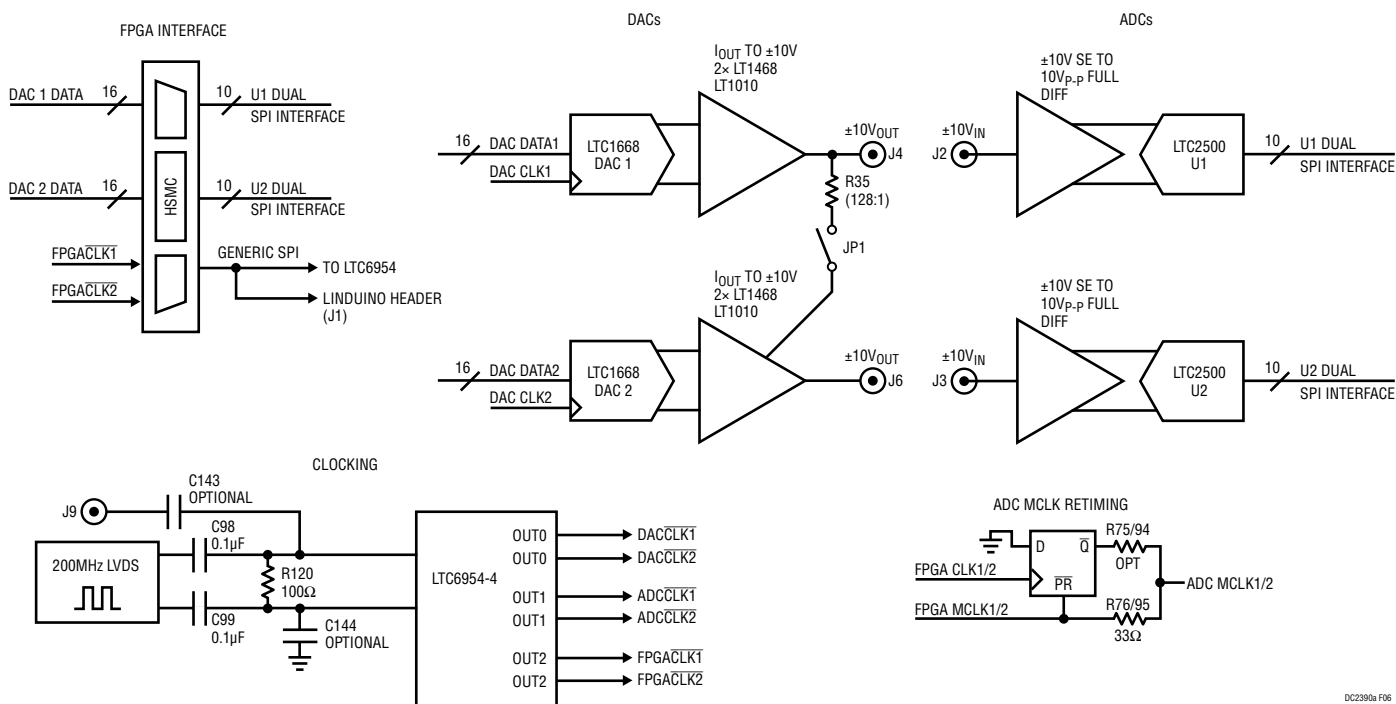 FPGA INTERFACE
DAC 1 DATA
16
10
U1 DUAL
SPI INTERFACE
DAC 2 DATA
16
HSMC
10
U2 DUAL
SPI INTERFACE
FPGACLK1
FPGACLK2
GENERIC SPI
TO LTC6954
LINDUINO HEADER
(J1)
DACs
IOUT TO ±10V
2× LT1468
LT1010
16
DAC DATA1
DAC CLK1
LTC1668
DAC 1
±10VOUT
J4
R35
(128:1)
JP1
IOUT TO ±10V
2× LT1468
LT1010
16
DAC DATA2
DAC CLK2
LTC1668
DAC 2
±10VOUT
J6
ADCs
±10V SE TO
10VP-P FULL
DIFF
±10VIN
J2
LTC2500
U1
10
U1 DUAL
SPI INTERFACE
±10V SE TO
10VP-P FULL
DIFF
±10VIN
J3
LTC2500
U2
10
U2 DUAL
SPI INTERFACE
CLOCKING
C143
OPTIONAL
J9
C98
0.1µF
200MHz LVDS
R120
100Ω
C99
0.1µF
C144
OPTIONAL
LTC6954-4
OUT0
DACCLK1
OUT0
DACCLK2
OUT1
ADCCLK1
OUT1
ADCCLK2
OUT2
FPGACLK1
OUT2
FPGACLK2
ADC MCLK RETIMING
D
Q
PR
R75/94
OPT
FPGA CLK1/2
FPGA MCLK1/2
ADC MCLK1/2
R76/95
33Ω
DC2390a F06